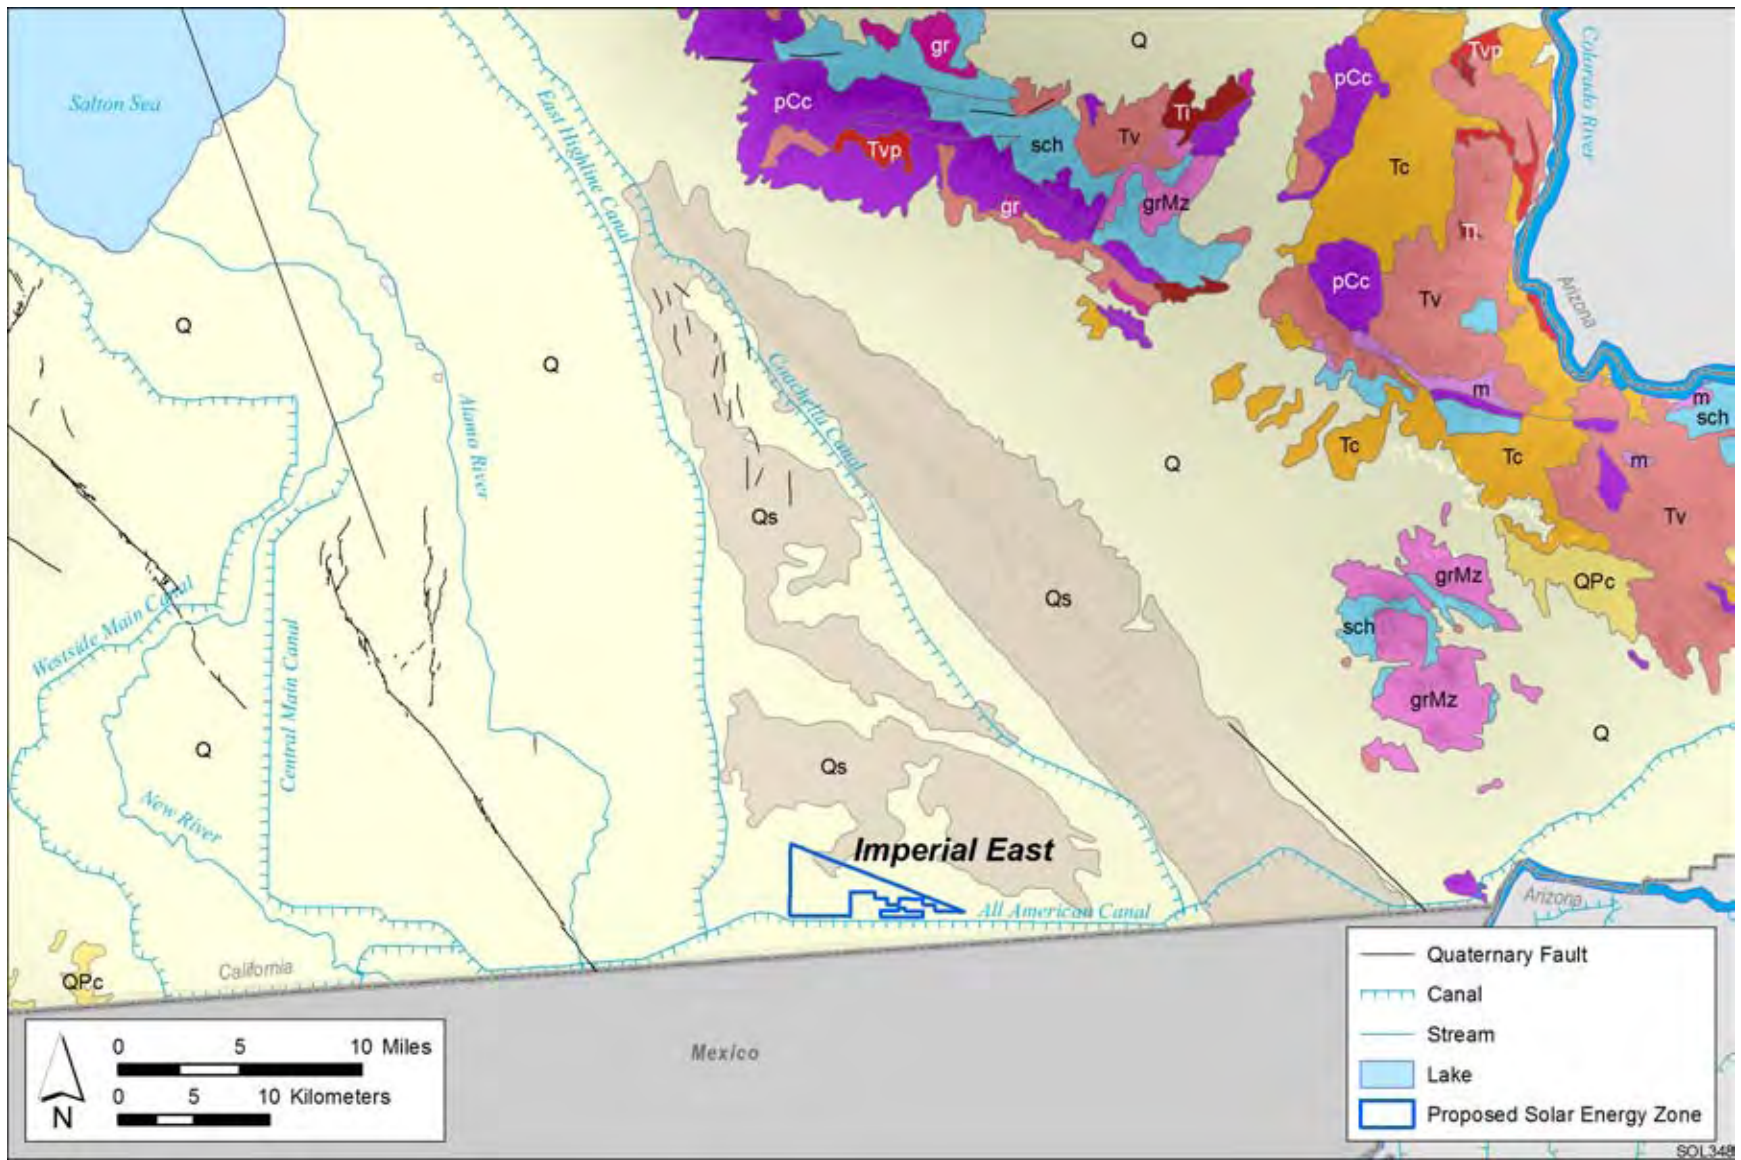 Salton Sea
East Highline Canal
Q
gr
pCc
Tvp
sch
Tv
Ti
gr
grMz
pCc
Tvp
Colorado River
Tc
Ti
pCc
Tv
Arizona
Q
Q
Alamo River
Coachella Canal
m
m
sch
Q
Tc
Tc
m
Qs
Tv
Qs
grMz
QPc
sch
grMz
Westside Main Canal
Central Main Canal
Q
Q
New River
Qs
Imperial East
All American Canal
Arizona
QPc
California
Mexico
0 5 10 Miles
0 5 10 Kilometers
N
Quaternary Fault
Canal
Stream
Lake
Proposed Solar Energy Zone